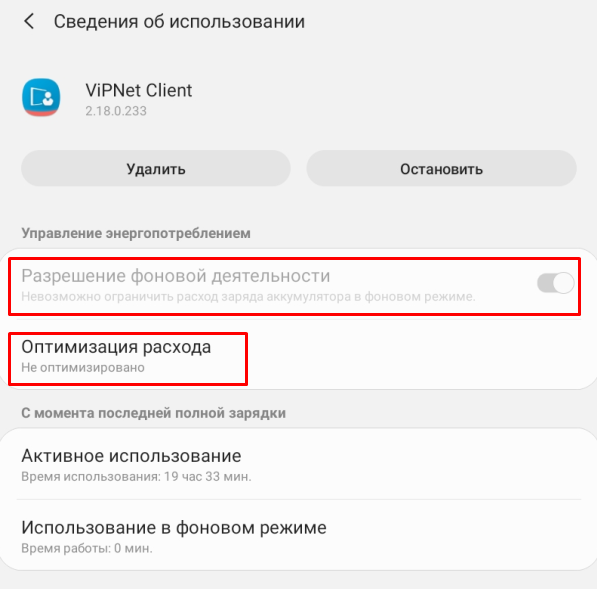 Сведения об использовании
ViPNet Client
2.18.0.233
Удалить
Остановить
Управление энергопотреблением
Разрешение фоновой деятельности
Невозможно ограничить расход заряда аккумулятора в фоновом режиме.
Оптимизация расхода
Не оптимизировано
С момента последней полной зарядки
Активное использование
Время использования: 19 час 33 мин.
Использование в фоновом режиме
Время работы: 0 мин.